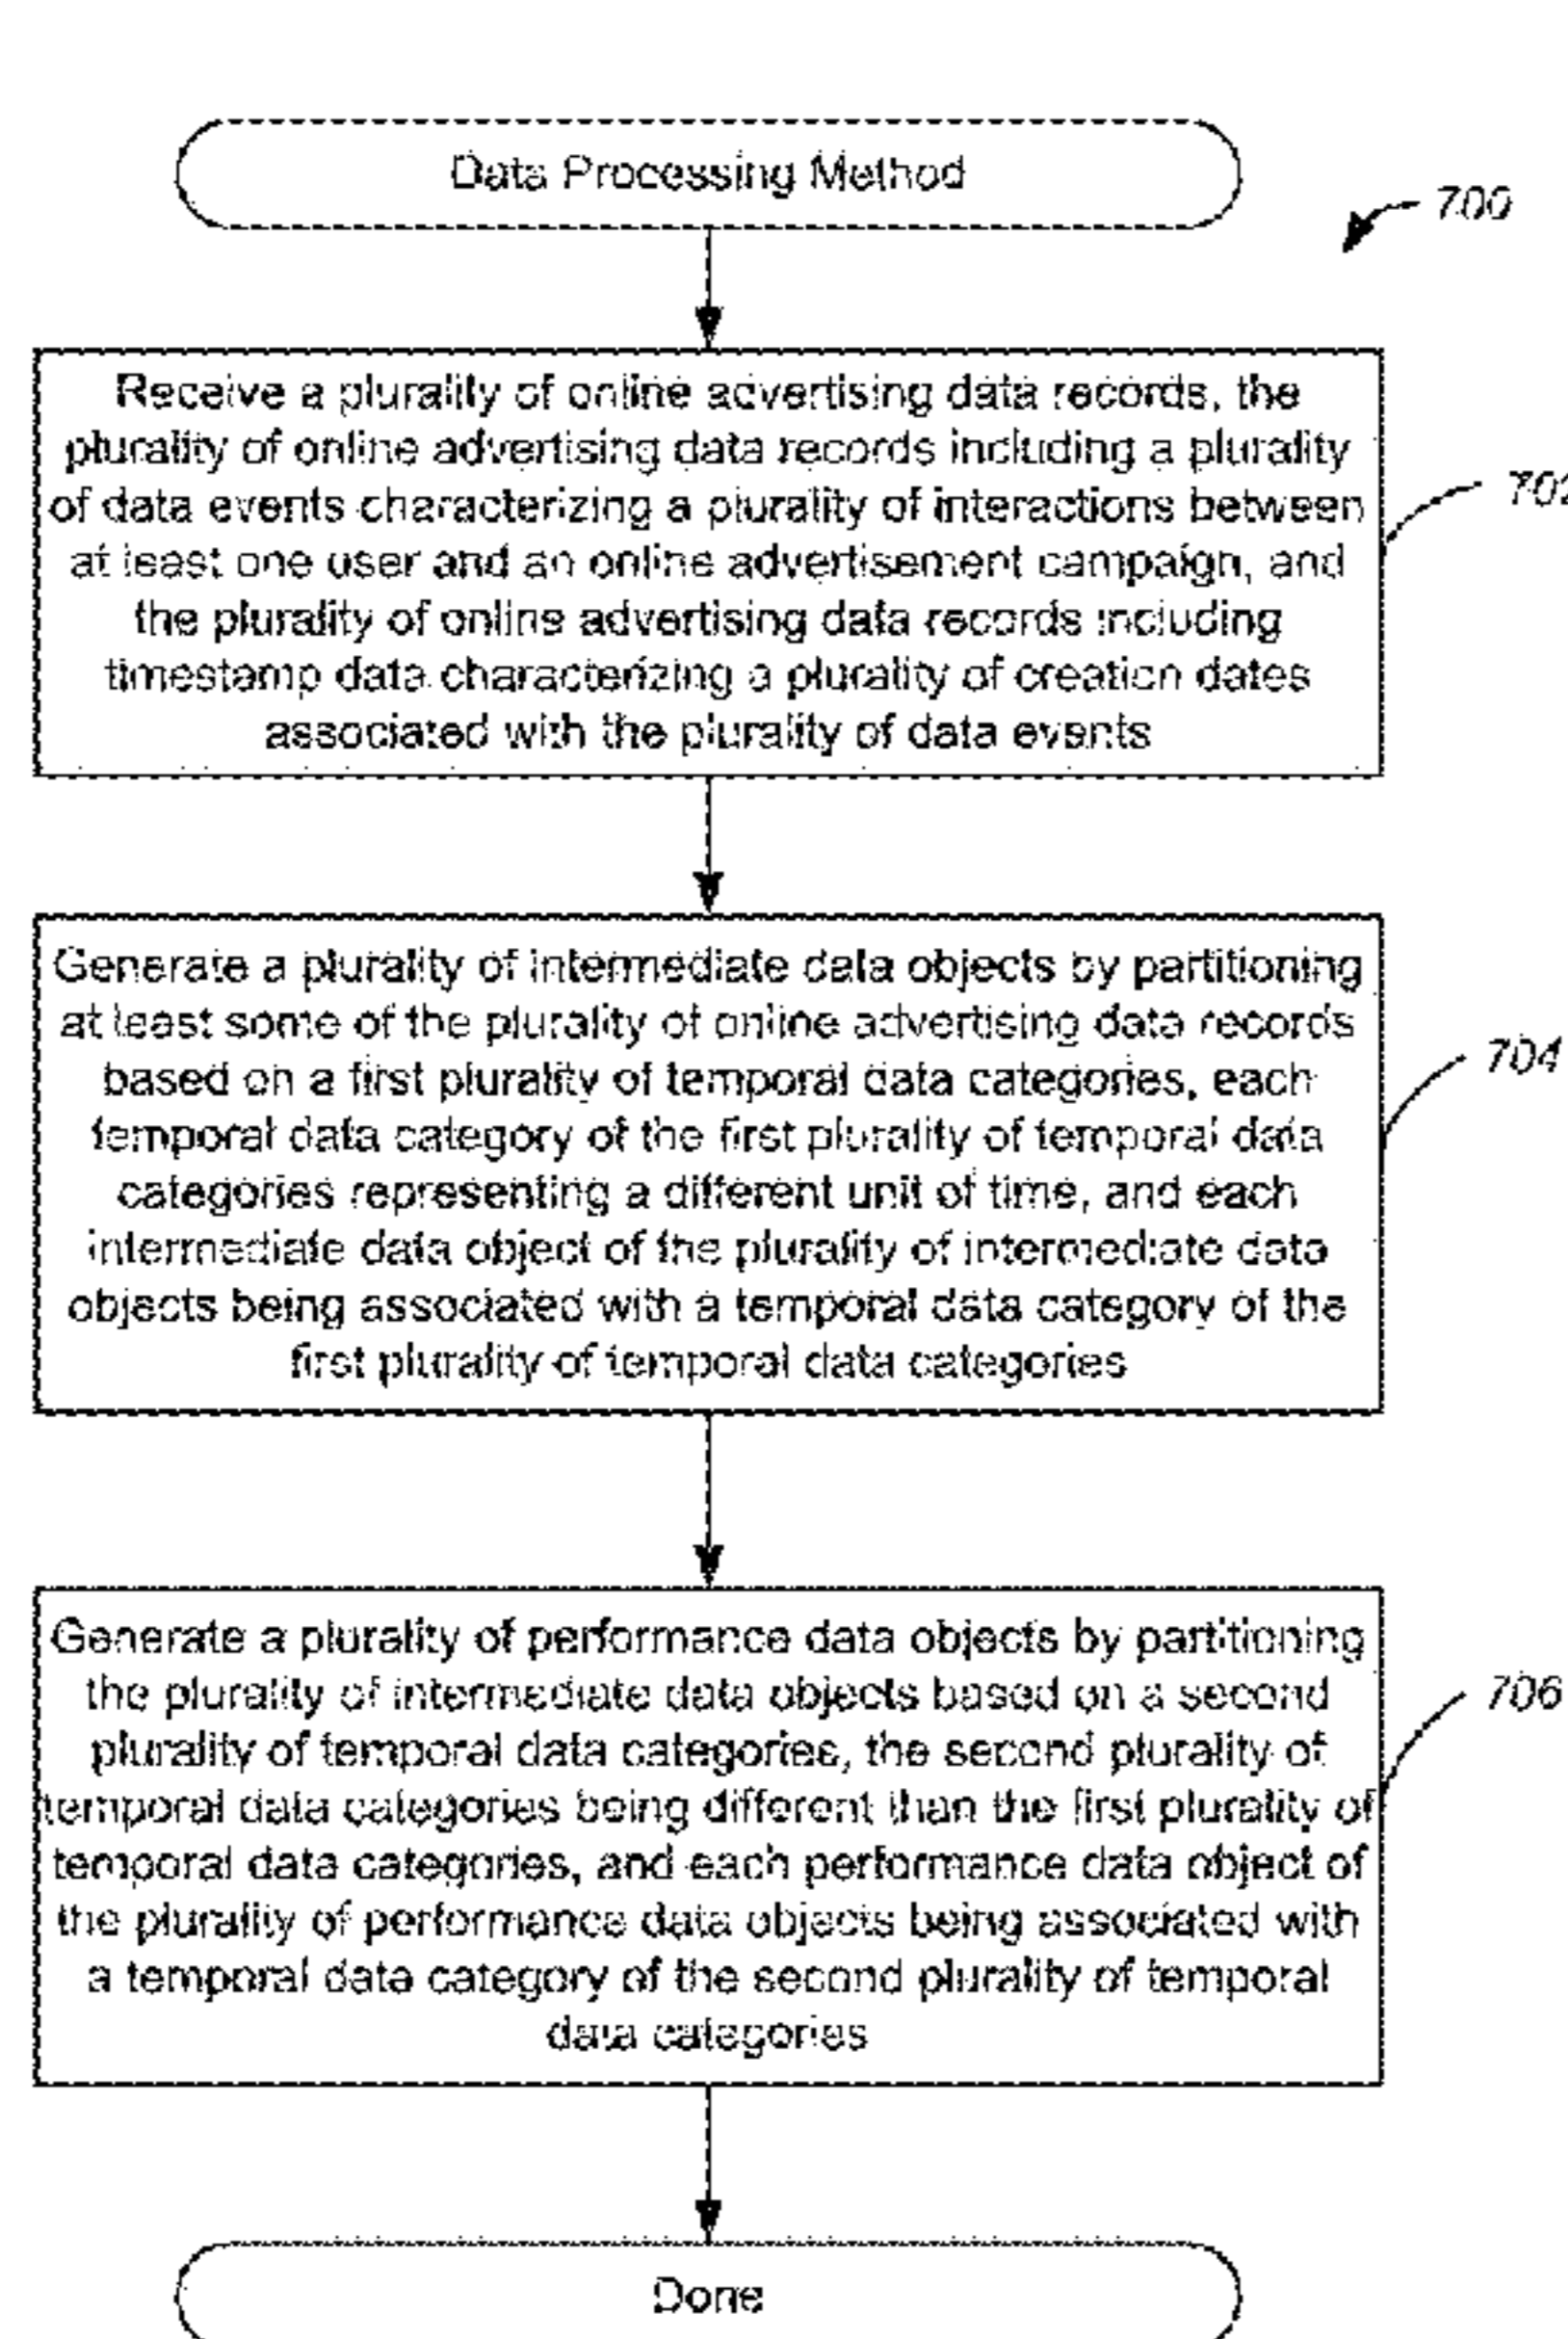 Data Processing Method
700
Receive a plurality of online advertising data records, the
plurality of online advertising data records including a plurality
of data events characterizing a plurality of interactions between
at least one user and an online advertisement campaign, and
the plurality of online advertising data records including
timestamp data characterizing a plurality of creation dates
associated with the plurality of data events
702
Generate a plurality of intermediate data objects by partitioning
at least some of the plurality of online advertising data records
based on a first plurality of temporal data categories, each
temporal data category of the first plurality of temporal data
categories representing a different unit of time, and each
intermediate data object of the plurality of intermediate data
objects being associated with a temporal data category of the
first plurality of temporal data categories
704
Generate a plurality of performance data objects by partitioning
the plurality of intermediate data objects based on a second
plurality of temporal data categories, the second plurality of
temporal data categories being different than the first plurality of
temporal data categories, and each performance data object of
the plurality of performance data objects being associated with
a temporal data category of the second plurality of temporal
data categories
706
Done